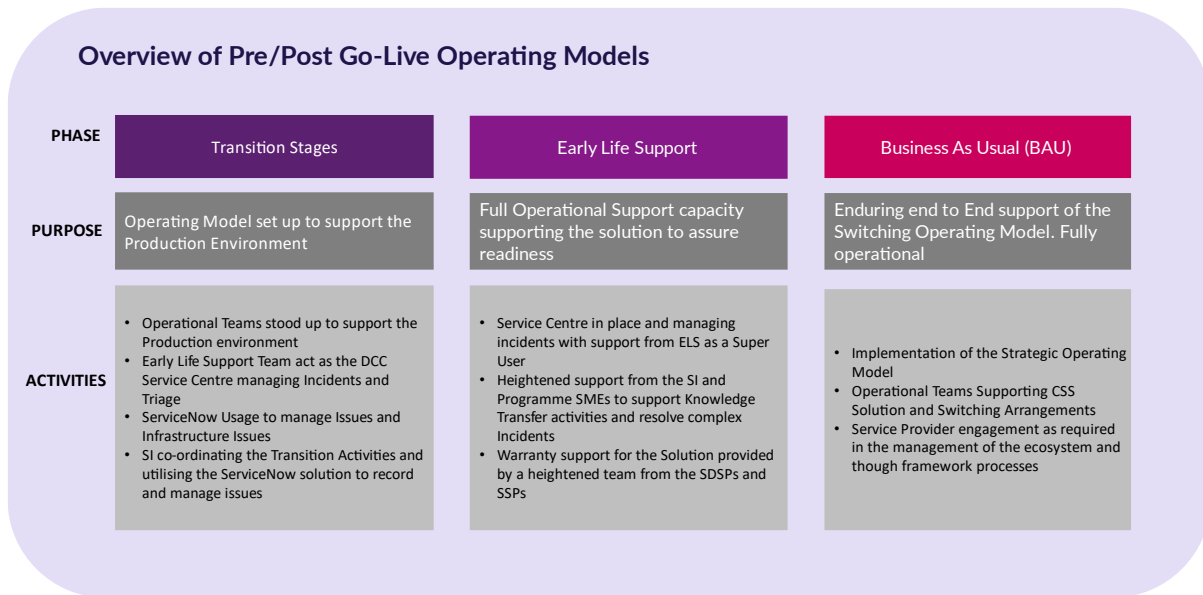 Overview of Pre/Post Go-Live Operating Models
PHASE
Transition Stages
Early Life Support
Business As Usual (BAU)
PURPOSE
Operating Model set up to support the
Production Environment
Full Operational Support capacity
supporting the solution to assure
readiness
Enduring end to End support of the
Switching Operating Model. Fully
operational
ACTIVITIES
• Operational Teams stood up to support the
Production environment
• Early Life Support Team act as the DCC
Service Centre managing Incidents and
Triage
• ServiceNow Usage to manage Issues and
Infrastructure Issues
• SI co-ordinating the Transition Activities and
utilising the ServiceNow solution to record
and manage issues
• Service Centre in place and managing
incidents with support from ELS as a Super
User
• Heightened support from the SI and
Programme SMEs to support Knowledge
Transfer activities and resolve complex
Incidents
• Warranty support for the Solution provided
by a heightened team from the SDSPs and
SSPs
• Implementation of the Strategic Operating
Model
• Operational Teams Supporting CSS
Solution and Switching Arrangements
• Service Provider engagement as required
in the management of the ecosystem and
though framework processes